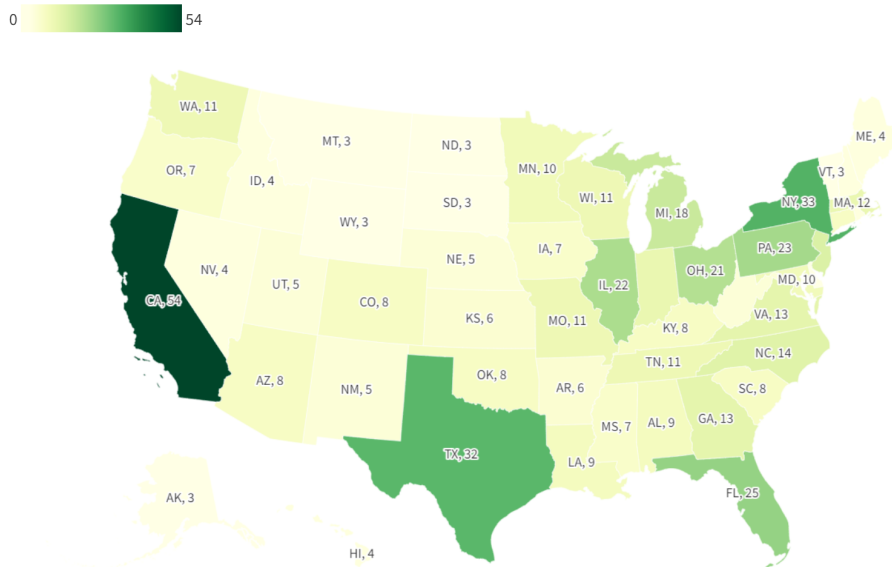 0
54
WA, 11
MT, 3
ND, 3
ME, 4
OR, 7
ID, 4
MN, 10
VT, 3
WI, 11
SD, 3
NY, 33
MA, 12
MI, 18
WY, 3
IA, 7
PA, 23
NE, 5
NV, 4
OH, 21
MD, 10
UT, 5
IL, 22
CA, 54
CO, 8
VA, 13
KS, 6
MO, 11
KY, 8
NC, 14
TN, 11
AZ, 8
OK, 8
NM, 5
AR, 6
SC, 8
GA, 13
AL, 9
MS, 7
TX, 32
LA, 9
FL, 25
AK, 3
HI, 4